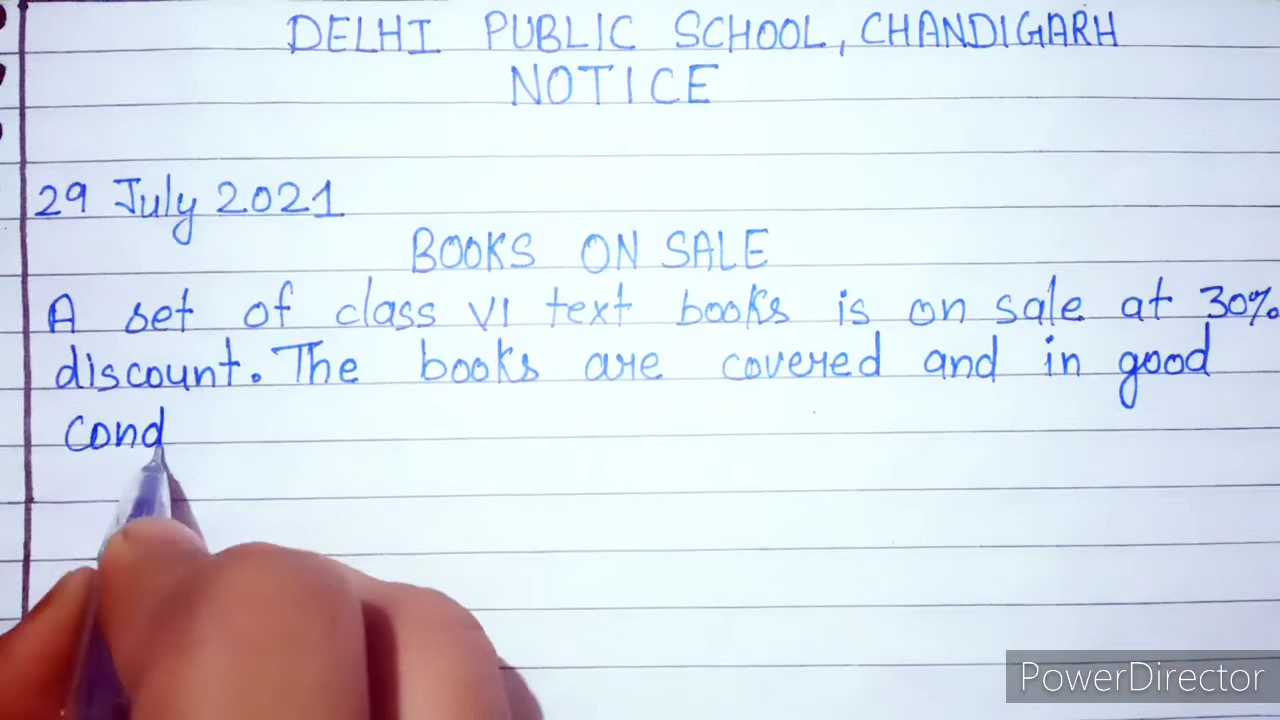 DELHI PUBLIC SCHOOL, CHANDIGARH
NOTICE
29 July 2021
BOOKS ON SALE
A set of class VI text books is on sale at 30%
discount. The books are covered and in good
cond
PowerDirector